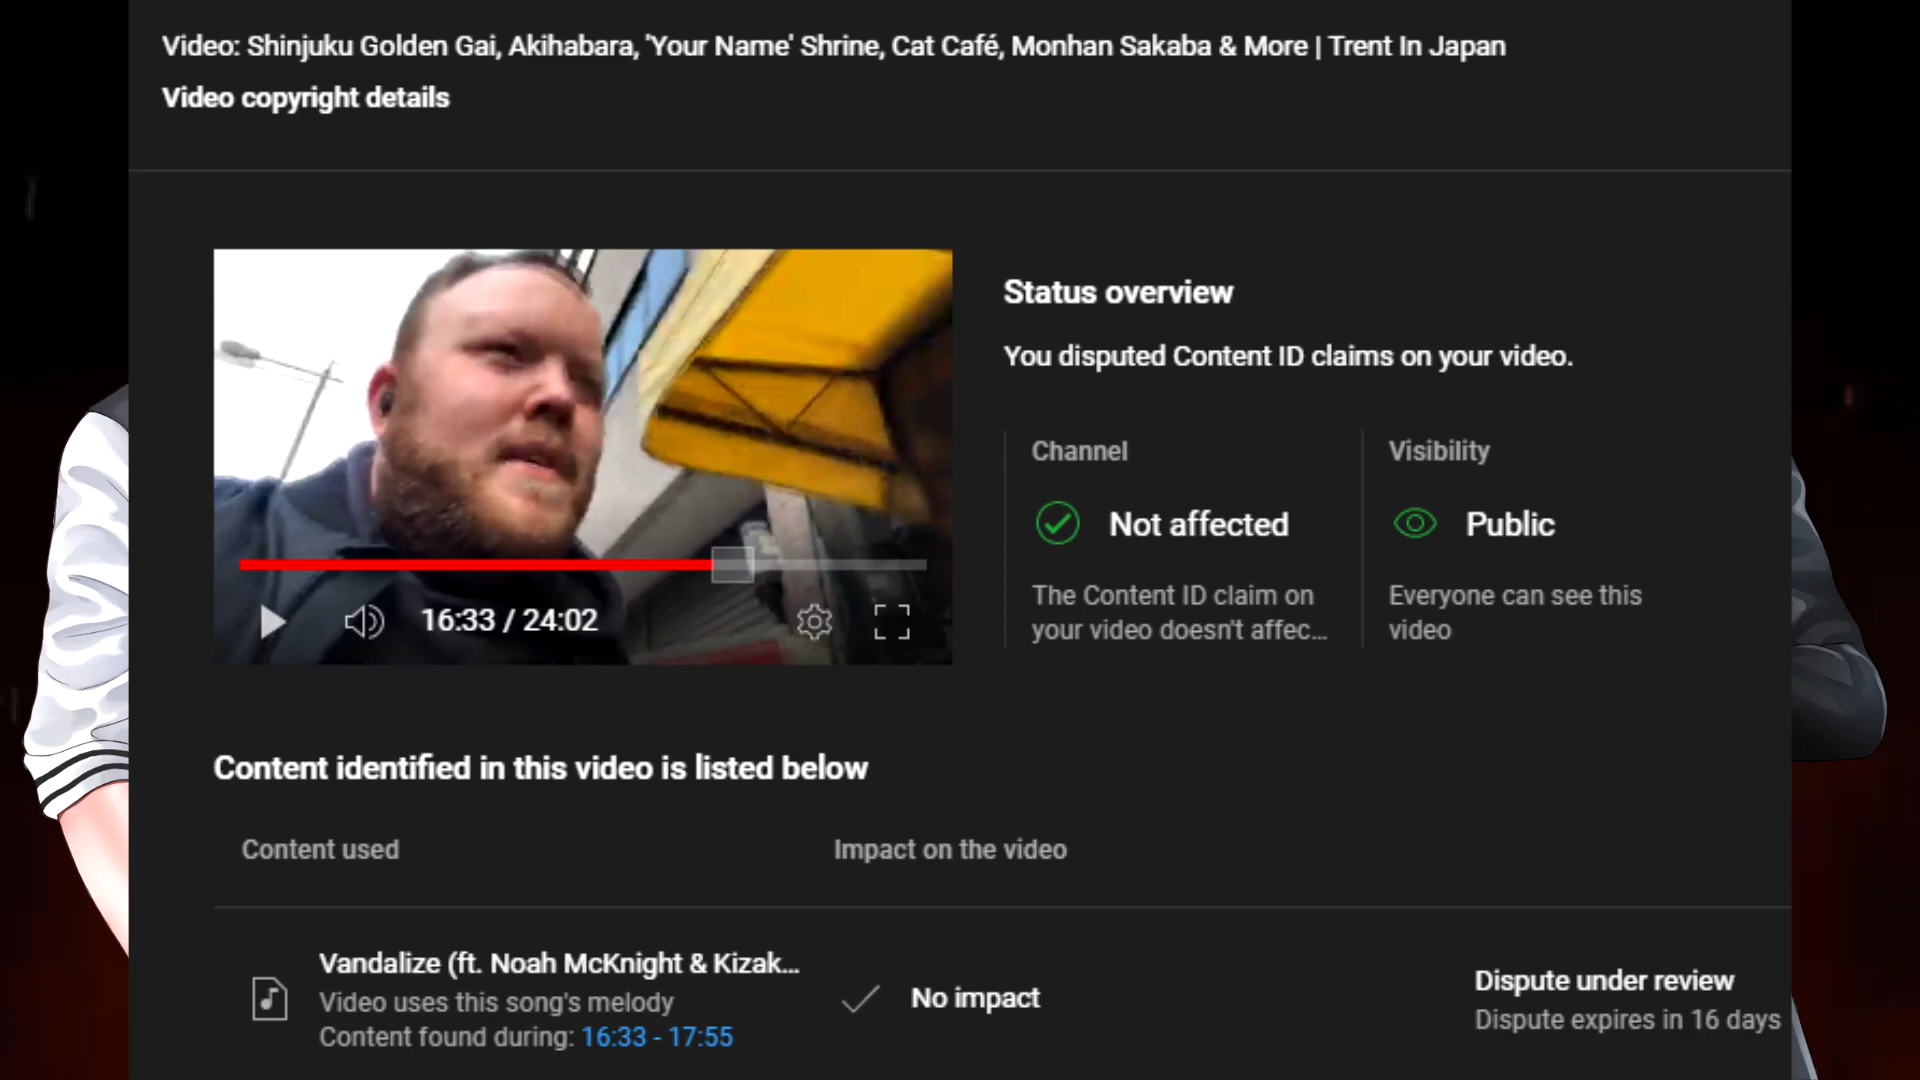 Video: Shinjuku Golden Gai, Akihabara, 'Your Name' Shrine, Cat Café, Monhan Sakaba & More | Trent In Japan
Video copyright details
16:33 / 24:02
Status overview
You disputed Content ID claims on your video.
Channel
Not affected
The Content ID claim on
your video doesn't affec...
Visibility
Public
Everyone can see this
video
Content identified in this video is listed below
Content used
Impact on the video
Vandalize (ft. Noah McKnight & Kizak...
Video uses this song's melody
Content found during: 16:33 - 17:55
No impact
Dispute under review
Dispute expires in 16 days